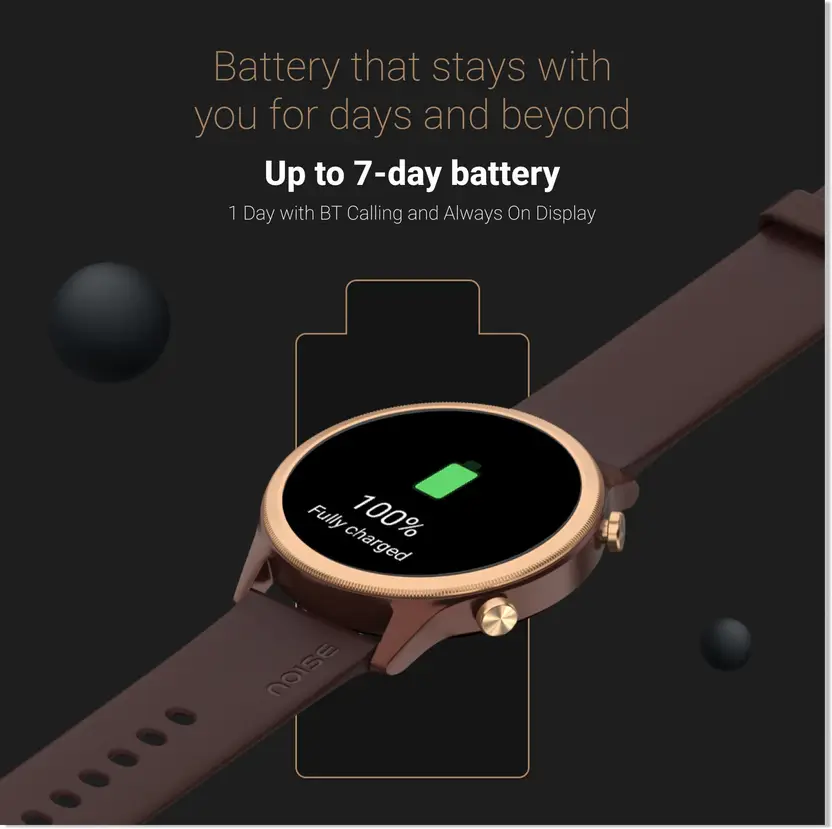 Battery that stays with
you for days and beyond
Up to 7-day battery
1 Day with BT Calling and Always On Display
100%
Fully charged
NOISE